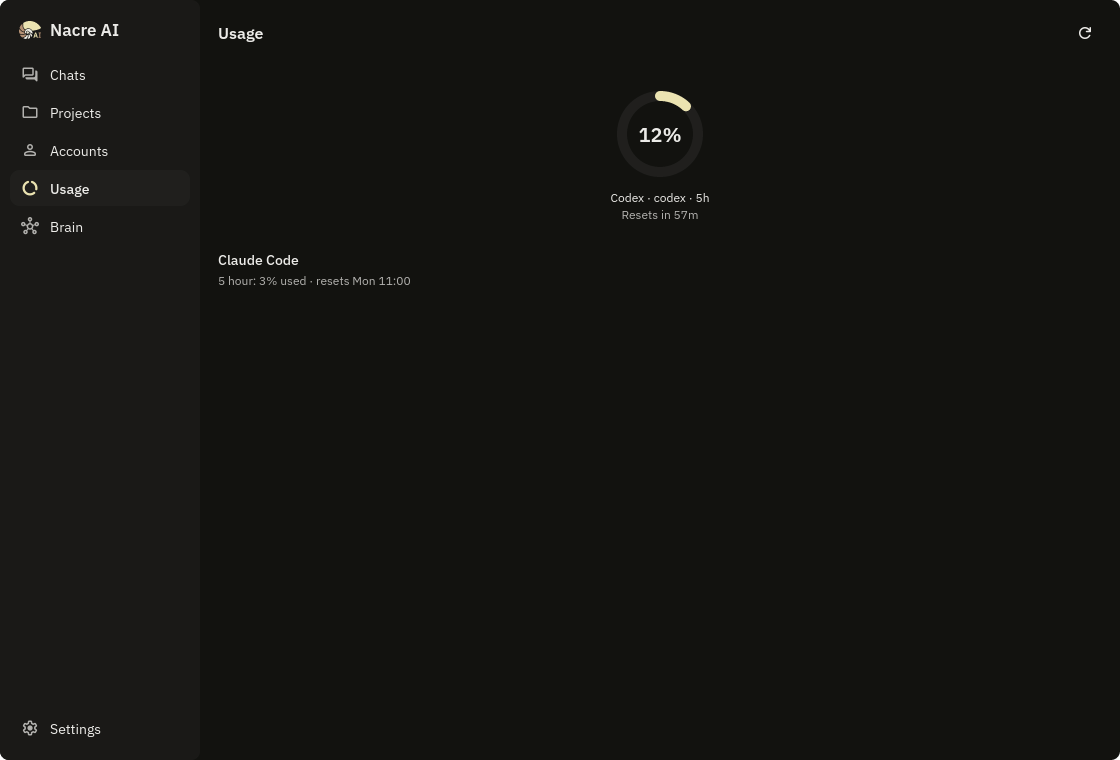 Nacre AI
Chats
Projects
Accounts
Usage
Brain
Settings
Usage
12%
Codex · codex · 5h
Resets in 57m
Claude Code
5 hour: 3% used · resets Mon 11:00